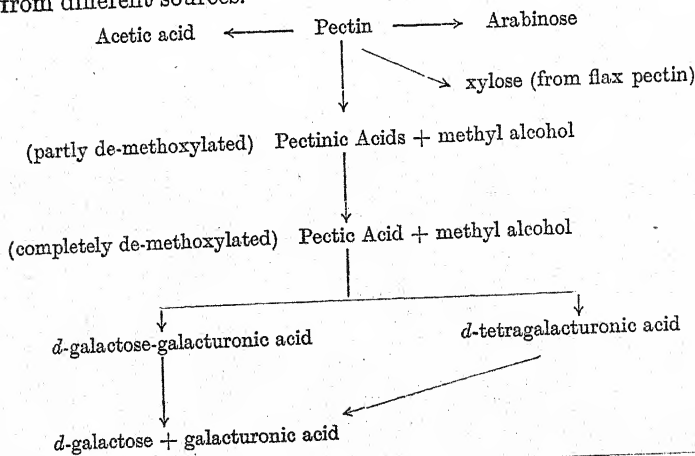 from different sources.
Acetic acid Pectin Arabinose
xylose (from flax pectin)
(partly de-methoxylated) Pectinic Acids + methyl alcohol
(completely de-methoxylated) Pectic Acid + methyl alcohol
d-galactose-galacturonic acid d-tetragalacturonic acid
d-galactose + galacturonic acid